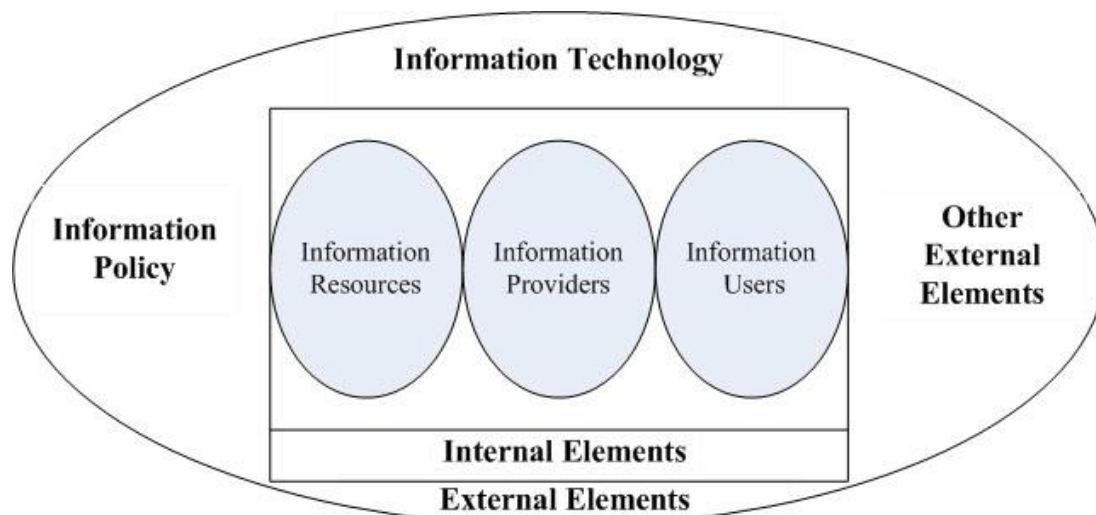 Information Technology
Information
Policy
Information
Resources
Information
Providers
Information
Users
Other
External
Elements
Internal Elements
External Elements